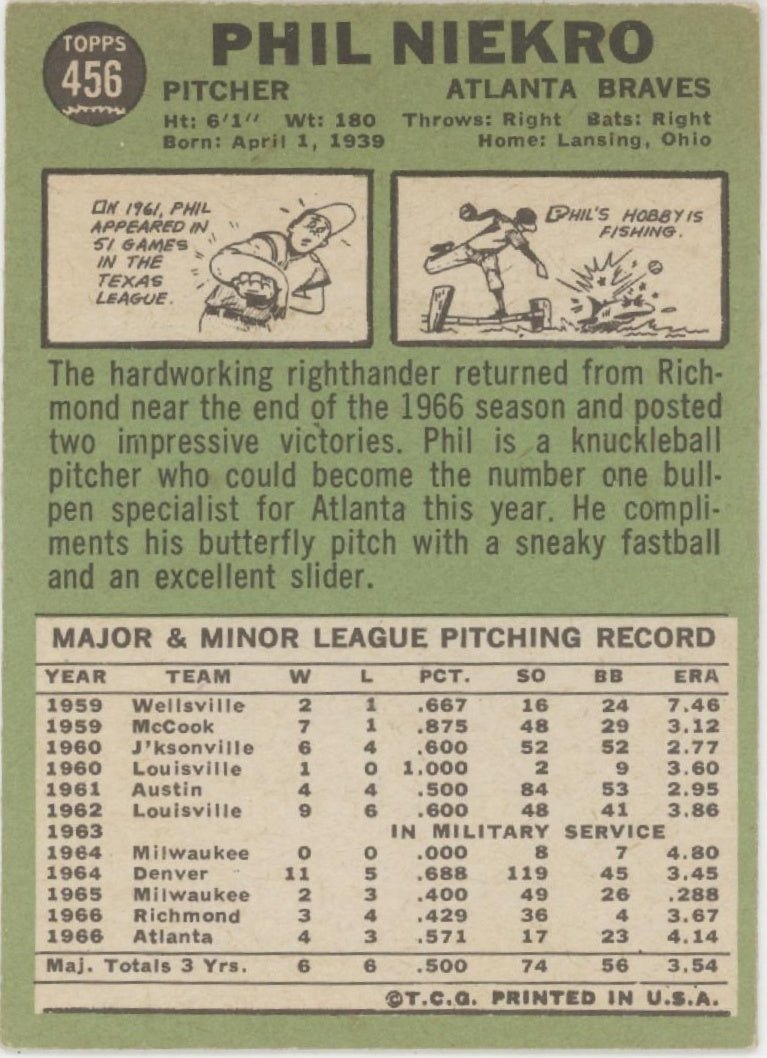 TOPPS
456
PHIL NIEKRO
PITCHER ATLANTA BRAVES
Ht: 6'1" Wt: 180 Throws: Right Bats: Right
Born: April 1, 1939 Home: Lansing, Ohio
IN 1961, PHIL
APPEARED IN
51 GAMES
IN THE
TEXAS
LEAGUE.
PHIL'S HOBBY IS
FISHING.
The hardworking righthander returned from Rich-
mond near the end of the 1966 season and posted
two impressive victories. Phil is a knuckleball
pitcher who could become the number one bull-
pen specialist for Atlanta this year. He compli-
ments his butterfly pitch with a sneaky fastball
and an excellent slider.
MAJOR & MINOR LEAGUE PITCHING RECORD
YEAR TEAM W L PCT. SO BB ERA
1959 Wellsville 2 1 .667 16 24 7.46
1959 McCook 7 1 .875 48 29 3.12
1960 J'ksonville 6 4 .600 52 52 2.77
1960 Louisville 1 0 1.000 2 9 3.60
1961 Austin 4 4 .500 84 53 2.95
1962 Louisville 9 6 .600 48 41 3.86
1963 IN MILITARY SERVICE
1964 Milwaukee 0 0 .000 8 7 4.80
1964 Denver 11 5 .688 119 45 3.45
1965 Milwaukee 2 3 .400 49 26 .288
1966 Richmond 3 4 .429 36 4 3.67
1966 Atlanta 4 3 .571 17 23 4.14
Maj. Totals 3 Yrs. 6 6 .500 74 56 3.54
©T.C.G. PRINTED IN U.S.A.